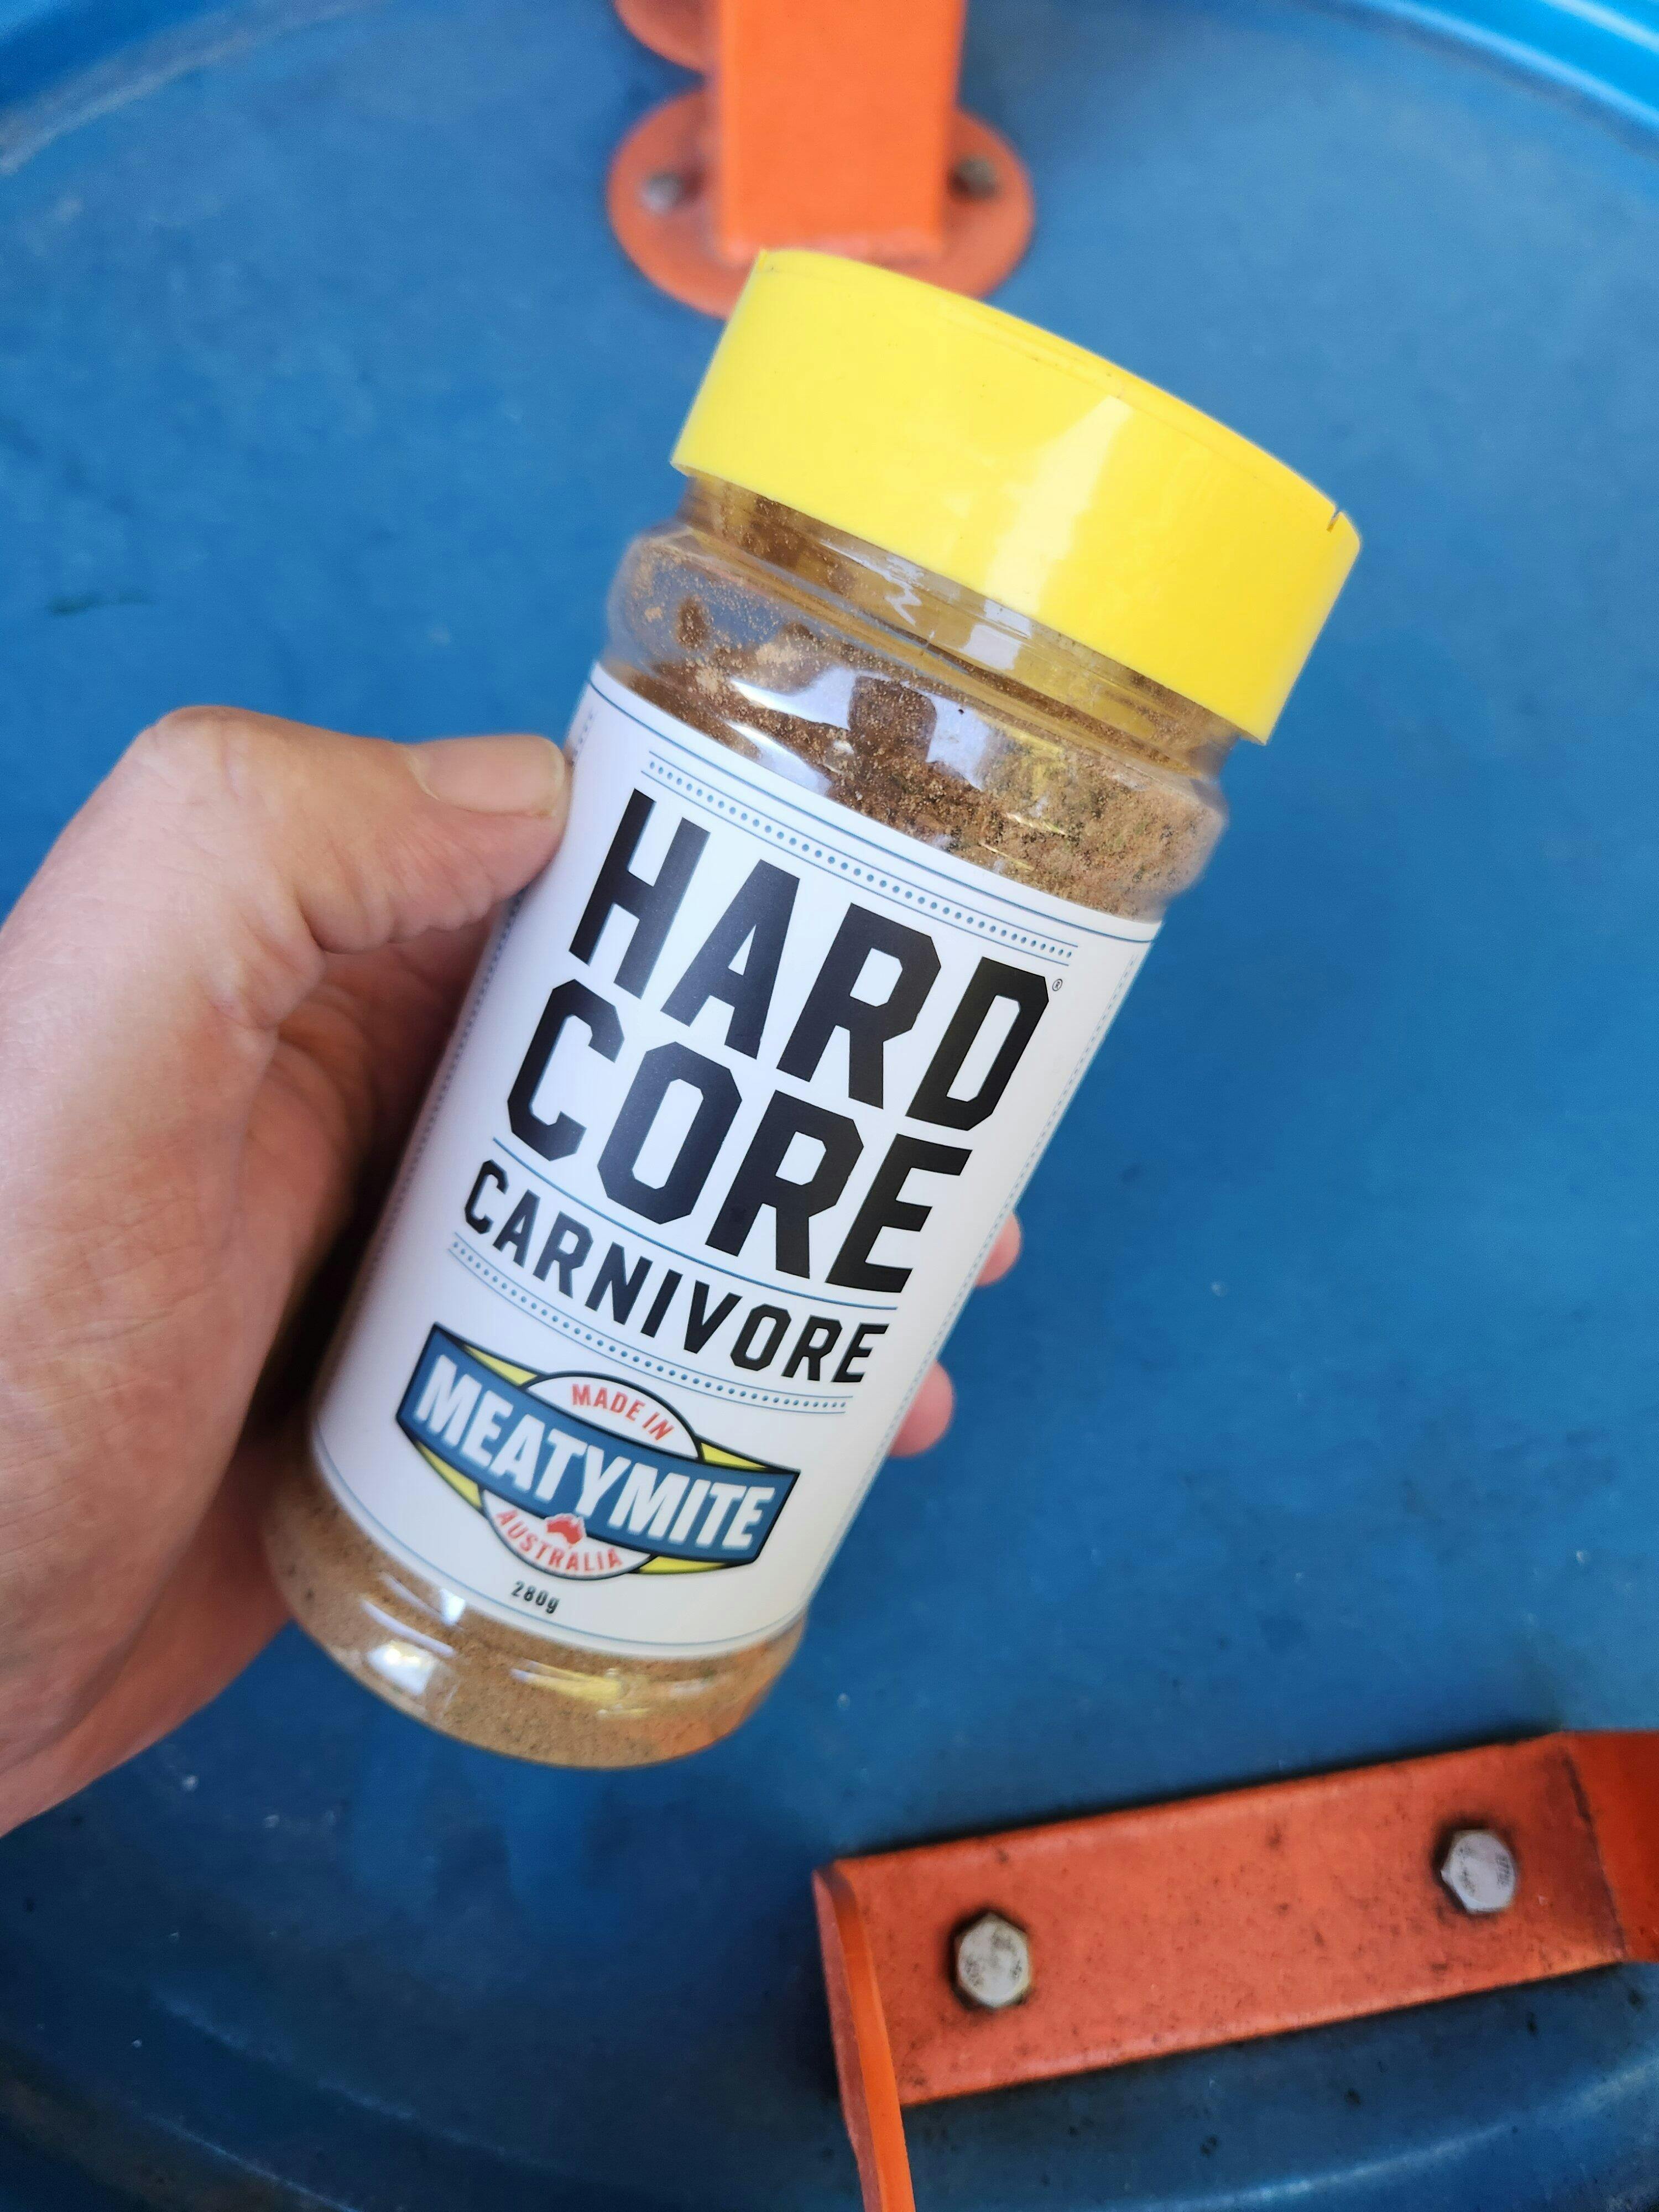 HARD®
CORE
CARNIVORE
MADE IN
MEATYMITE
AUSTRALIA
280g